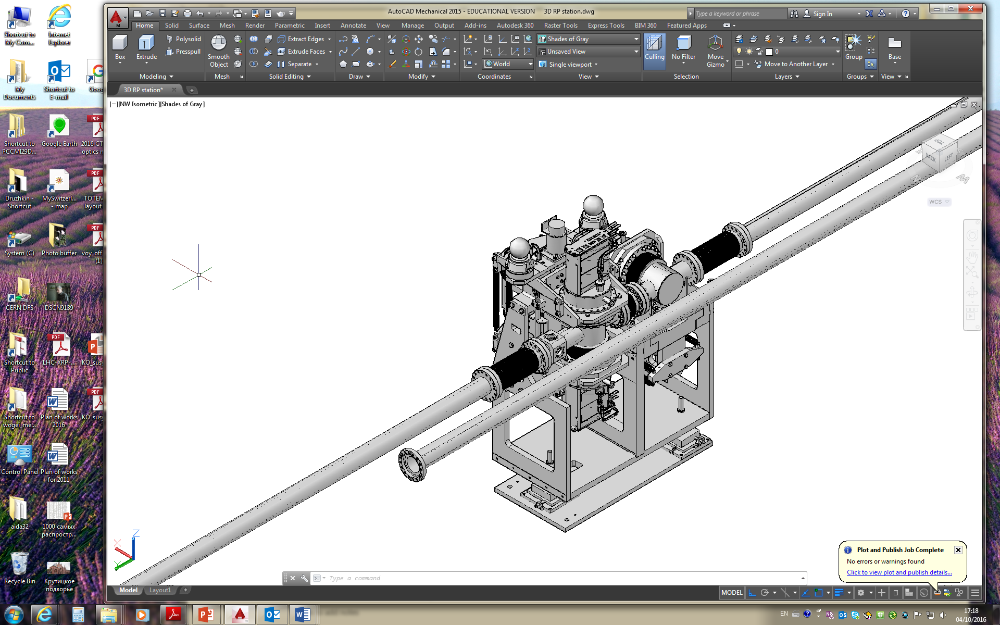 AutoCAD Mechanical 2015 - EDUCATIONAL VERSION 3D RP station.dwg
Type a keyword or phrase
Sign In
Home Solid Surface Mesh Render Parametric Insert Annotate View Manage Output Add-ins Autodesk 360 Raster Tools Express Tools BIM 360 Featured Apps
Box
Extrude
Polysolid
Presspull
Modeling
Smooth
Object
Mesh
Extract Edges
Extrude Faces
Separate
Solid Editing
Draw
Modify
World
Coordinates
Shades of Gray
Unsaved View
Single viewport
View
Culling
No Filter
Move
Gizmo
Selection
0
Move to Another Layer
Layers
Group
Groups
Base
View
3D RP station*
[−][NW Isometric][Shades of Gray]
TOP
BACK
LEFT
WCS
X
Y
Z
Type a command
Model
Layout1
MODEL
Plot and Publish Job Complete
No errors or warnings found
Click to view plot and publish details...
Shortcut to
My Com...
Internet
Explorer
My
Documents
Shortcut to
E-mail
Goo
Shortcut to
PCCMI29D...
Google Earth
PDF
2016 CT
optics n
Druzhkin -
Shortcut
MySwitzerl...
- map
PDF
TOTEM
layout
System (C)
Photo buffer
PDF
voy_off
(1)
CERN DFS
DSCN9139
Shortcut to
Public
PDF
LHC-XRP-...
KO_sus
Shortcut to
wogei_me...
Plan of works
2016
PDF
KO_sus
Control Panel
Plan of works
for 2011
aida32
1000 самых
распростр...
Recycle Bin
Крутицкое
подворье
EN
17:18
04/10/2016